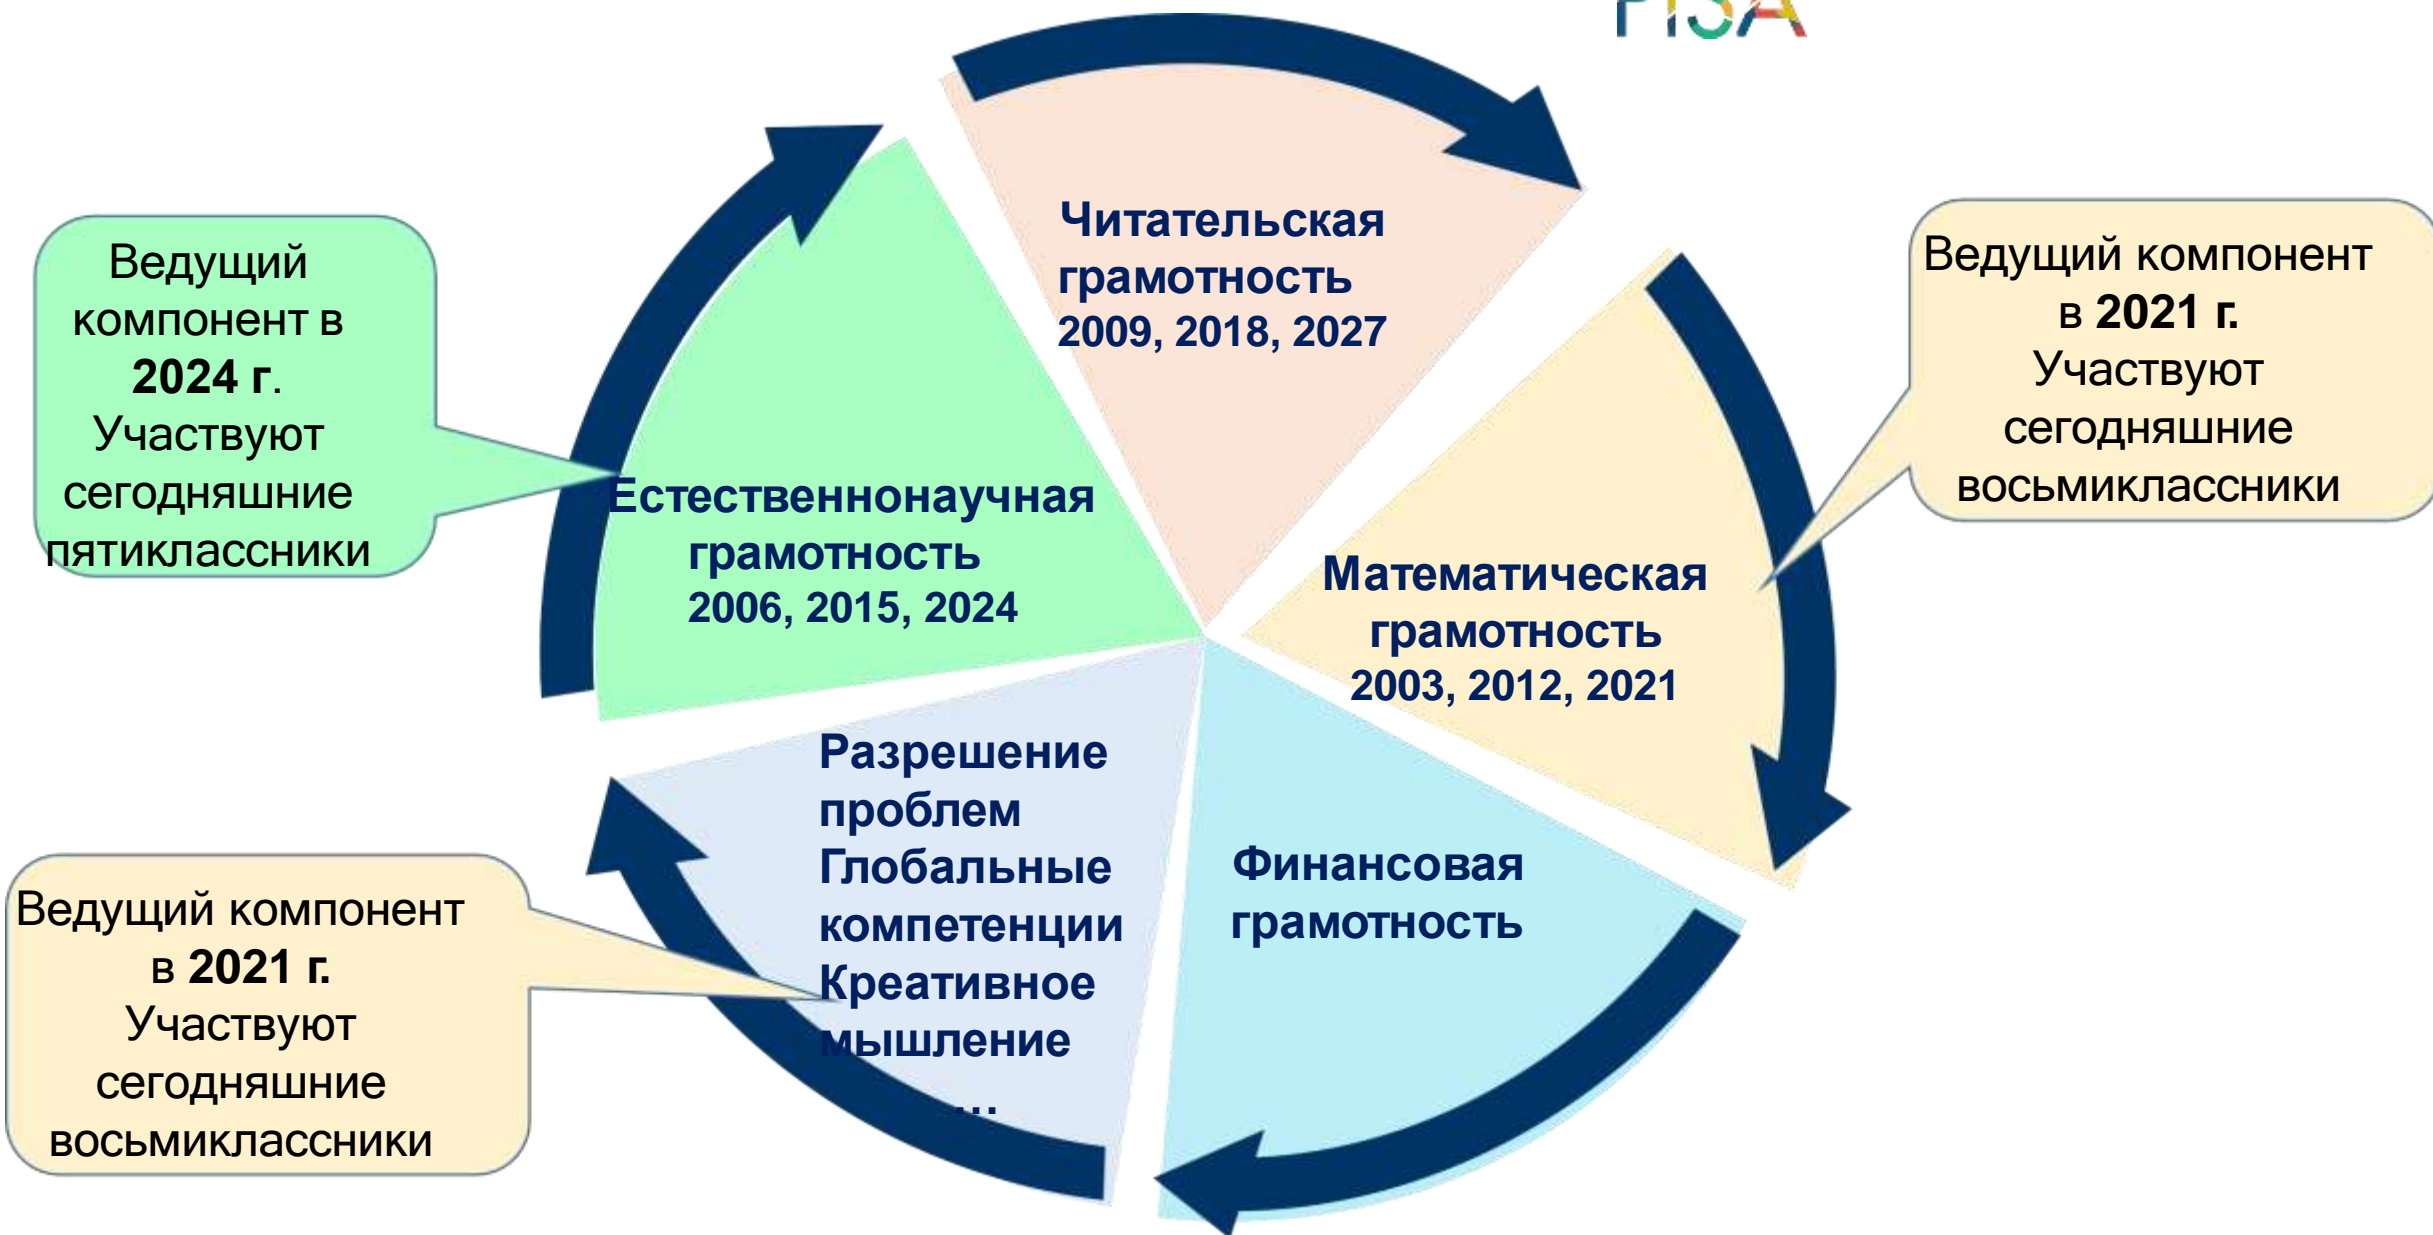 PISA
Читательская
грамотность
2009, 2018, 2027
Ведущий
компонент в
2024 г.
Участвуют
сегодняшние
пятиклассники
Ведущий компонент
в 2021 г.
Участвуют
сегодняшние
восьмиклассники
Естественнонаучная
грамотность
2006, 2015, 2024
Математическая
грамотность
2003, 2012, 2021
Разрешение
проблем
Глобальные
компетенции
Креативное
мышление
...
Финансовая
грамотность
Ведущий компонент
в 2021 г.
Участвуют
сегодняшние
восьмиклассники